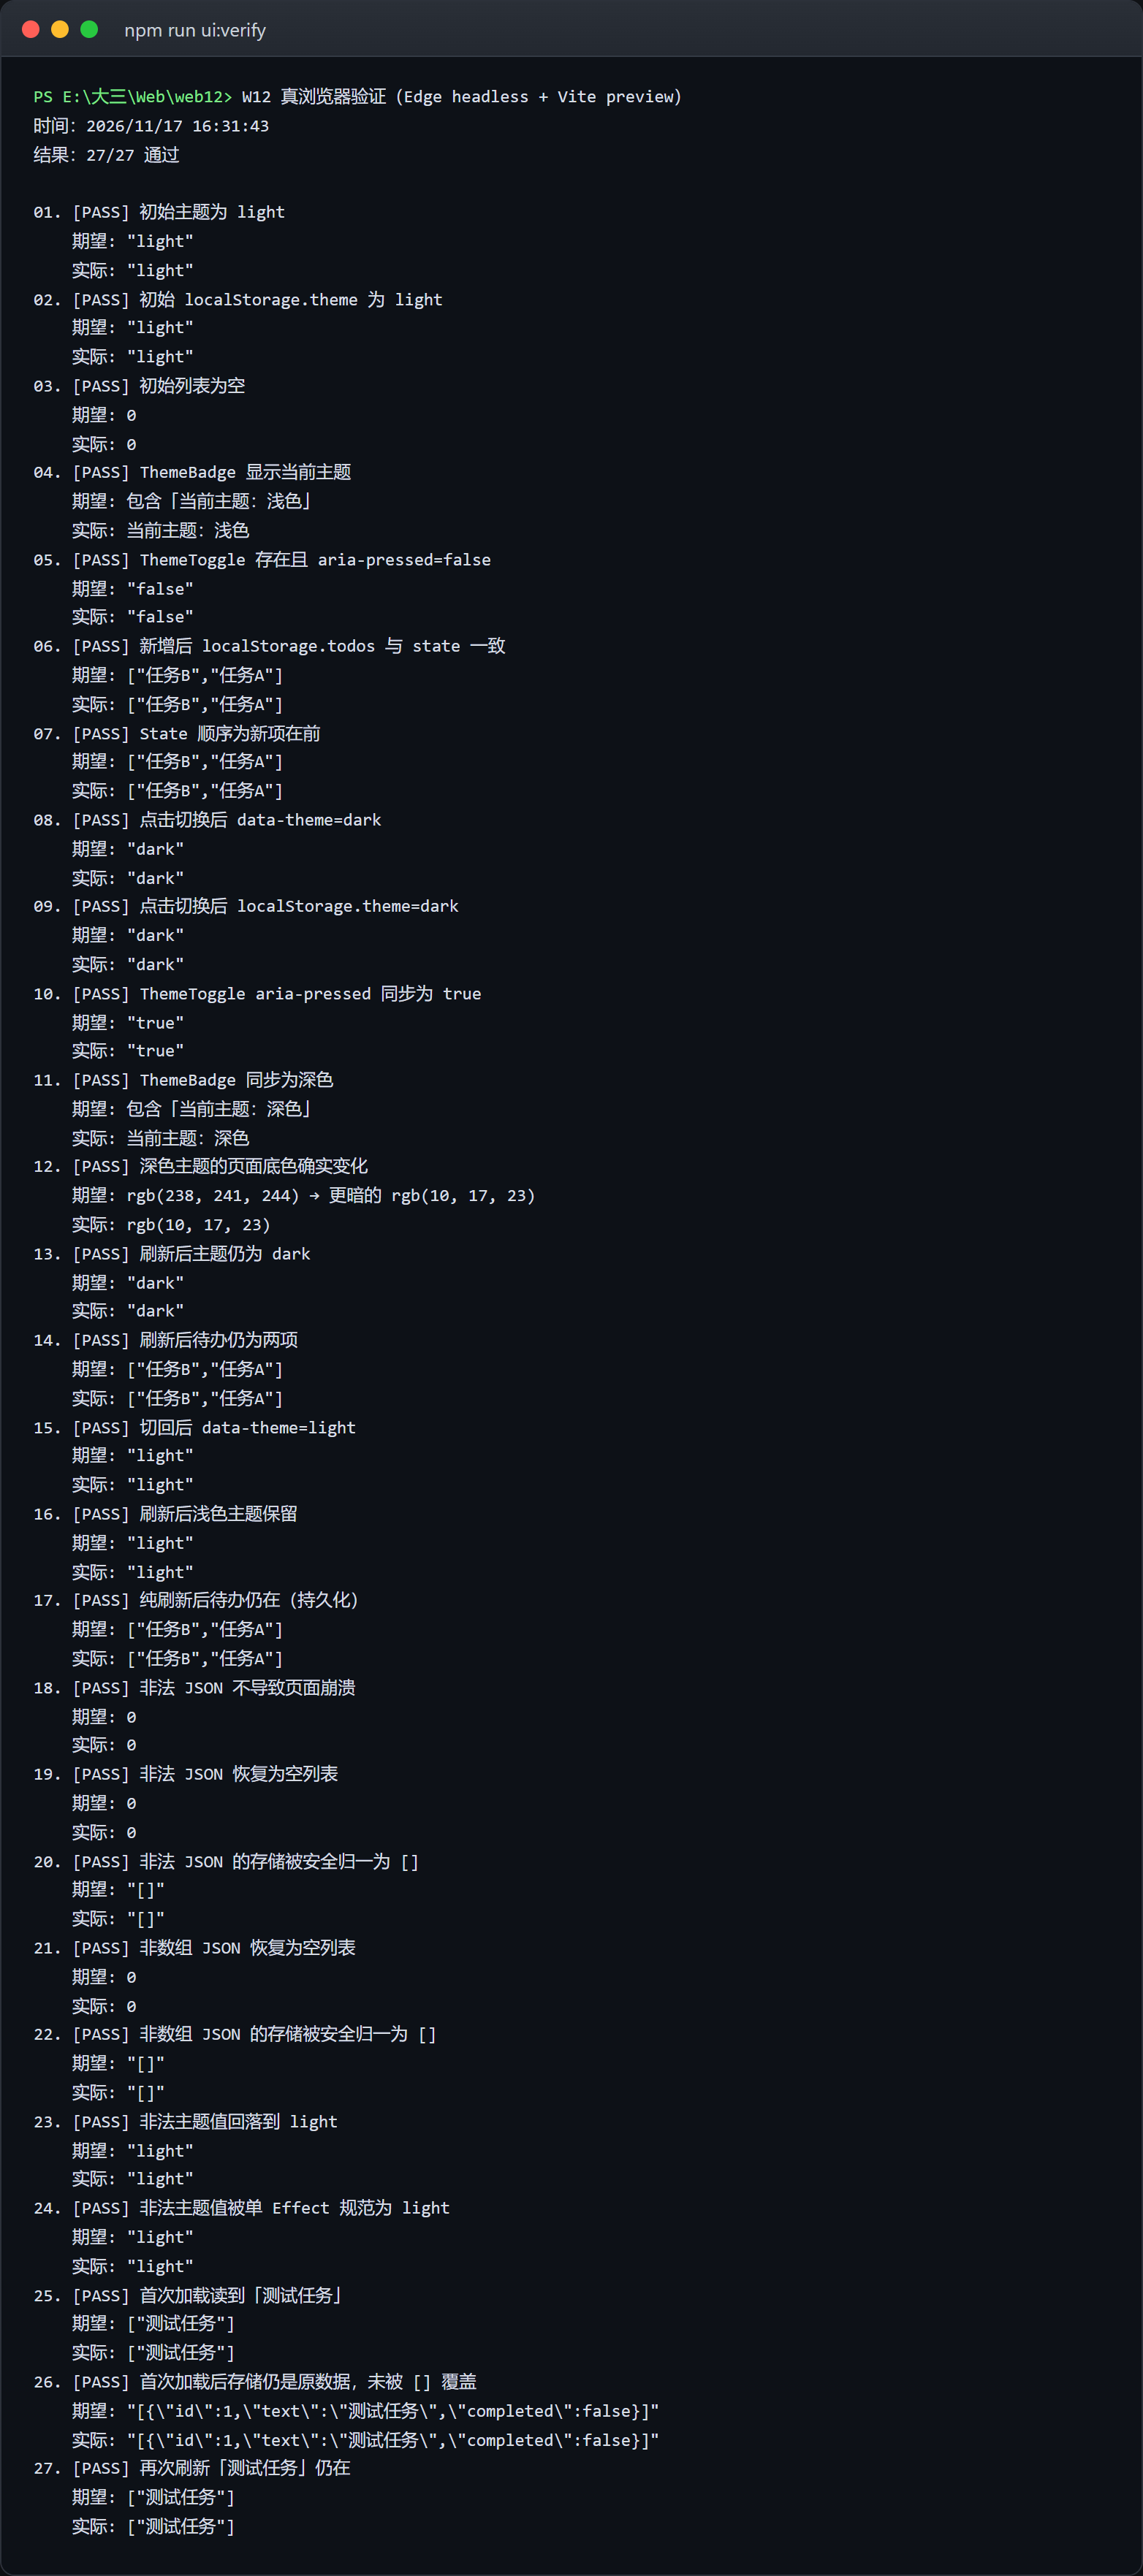 npm run ui:verify
PS E:\大三\Web\web12> W12 真浏览器验证（Edge headless + Vite preview）
时间：2026/11/17 16:31:43
结果：27/27 通过
01. [PASS] 初始主题为 light
期望: "light"
实际: "light"
02. [PASS] 初始 localStorage.theme 为 light
期望: "light"
实际: "light"
03. [PASS] 初始列表为空
期望: 0
实际: 0
04. [PASS] ThemeBadge 显示当前主题
期望: 包含「当前主题：浅色」
实际: 当前主题：浅色
05. [PASS] ThemeToggle 存在且 aria-pressed=false
期望: "false"
实际: "false"
06. [PASS] 新增后 localStorage.todos 与 state 一致
期望: ["任务B","任务A"]
实际: ["任务B","任务A"]
07. [PASS] State 顺序为新项在前
期望: ["任务B","任务A"]
实际: ["任务B","任务A"]
08. [PASS] 点击切换后 data-theme=dark
期望: "dark"
实际: "dark"
09. [PASS] 点击切换后 localStorage.theme=dark
期望: "dark"
实际: "dark"
10. [PASS] ThemeToggle aria-pressed 同步为 true
期望: "true"
实际: "true"
11. [PASS] ThemeBadge 同步为深色
期望: 包含「当前主题：深色」
实际: 当前主题：深色
12. [PASS] 深色主题的页面底色确实变化
期望: rgb(238, 241, 244) → 更暗的 rgb(10, 17, 23)
实际: rgb(10, 17, 23)
13. [PASS] 刷新后主题仍为 dark
期望: "dark"
实际: "dark"
14. [PASS] 刷新后待办仍为两项
期望: ["任务B","任务A"]
实际: ["任务B","任务A"]
15. [PASS] 切回后 data-theme=light
期望: "light"
实际: "light"
16. [PASS] 刷新后浅色主题保留
期望: "light"
实际: "light"
17. [PASS] 纯刷新后待办仍在（持久化）
期望: ["任务B","任务A"]
实际: ["任务B","任务A"]
18. [PASS] 非法 JSON 不导致页面崩溃
期望: 0
实际: 0
19. [PASS] 非法 JSON 恢复为空列表
期望: 0
实际: 0
20. [PASS] 非法 JSON 的存储被安全归一为 []
期望: "[]"
实际: "[]"
21. [PASS] 非数组 JSON 恢复为空列表
期望: 0
实际: 0
22. [PASS] 非数组 JSON 的存储被安全归一为 []
期望: "[]"
实际: "[]"
23. [PASS] 非法主题值回落到 light
期望: "light"
实际: "light"
24. [PASS] 非法主题值被单 Effect 规范为 light
期望: "light"
实际: "light"
25. [PASS] 首次加载读到「测试任务」
期望: ["测试任务"]
实际: ["测试任务"]
26. [PASS] 首次加载后存储仍是原数据，未被 [] 覆盖
期望: "[{\"id\":1,\"text\":\"测试任务\",\"completed\":false}]"
实际: "[{\"id\":1,\"text\":\"测试任务\",\"completed\":false}]"
27. [PASS] 再次刷新「测试任务」仍在
期望: ["测试任务"]
实际: ["测试任务"]